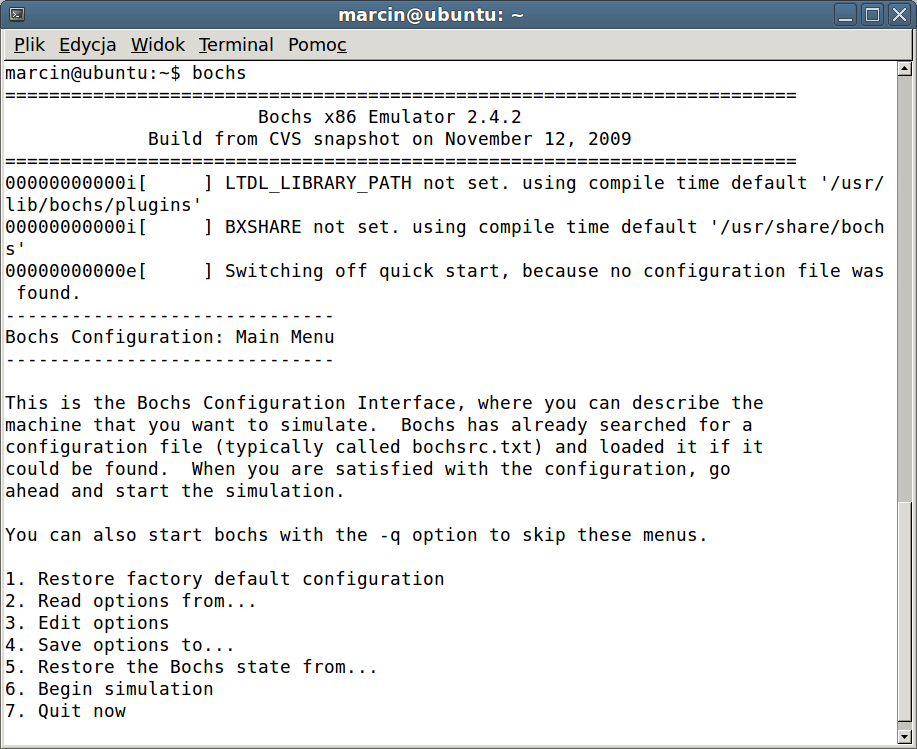 marcin@ubuntu: ~
Plik Edycja Widok Terminal Pomoc
marcin@ubuntu:~$ bochs
========================================================================
                       Bochs x86 Emulator 2.4.2
             Build from CVS snapshot on November 12, 2009
========================================================================
00000000000i[     ] LTDL_LIBRARY_PATH not set. using compile time default '/usr/
lib/bochs/plugins'
00000000000i[     ] BXSHARE not set. using compile time default '/usr/share/boch
s'
00000000000e[     ] Switching off quick start, because no configuration file was
 found.
------------------------------
Bochs Configuration: Main Menu
------------------------------

This is the Bochs Configuration Interface, where you can describe the
machine that you want to simulate.  Bochs has already searched for a
configuration file (typically called bochsrc.txt) and loaded it if it
could be found.  When you are satisfied with the configuration, go
ahead and start the simulation.

You can also start bochs with the -q option to skip these menus.

1. Restore factory default configuration
2. Read options from...
3. Edit options
4. Save options to...
5. Restore the Bochs state from...
6. Begin simulation
7. Quit now